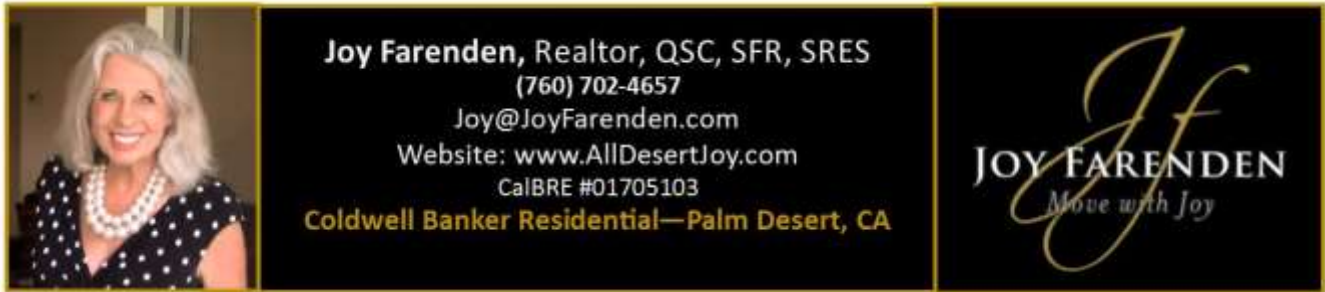 Joy Farenden, Realtor, QSC, SFR, SRES
(760) 702-4657
Joy@JoyFarenden.com
Website: www.AllDesertJoy.com
CalBRE #01705103
Coldwell Banker Residential—Palm Desert, CA
Jf
JOY FARENDEN
Move with Joy